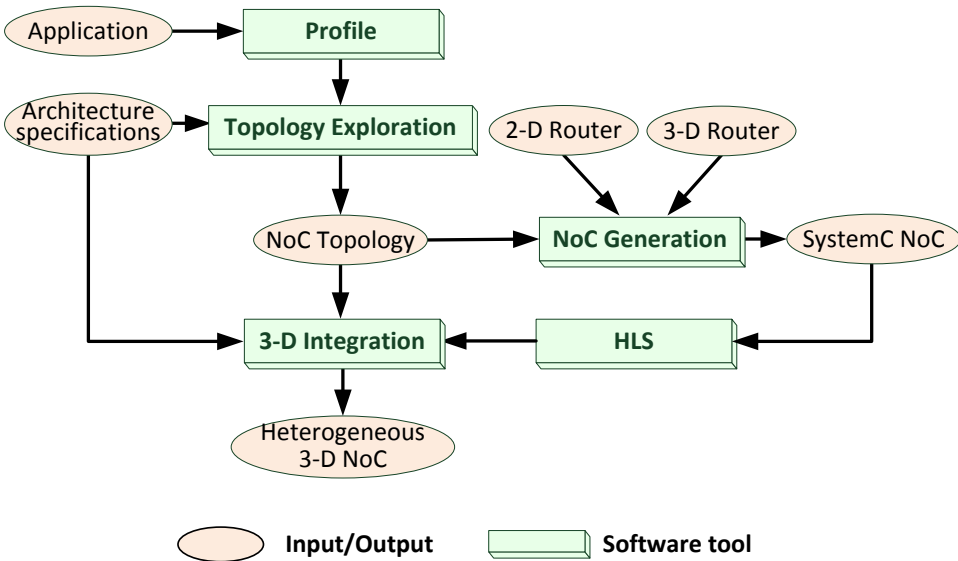 Application
Profile
Architecture
specifications
Topology Exploration
2-D Router
3-D Router
NoC Topology
NoC Generation
SystemC NoC
3-D Integration
HLS
Heterogeneous
3-D NoC
Input/Output
Software tool